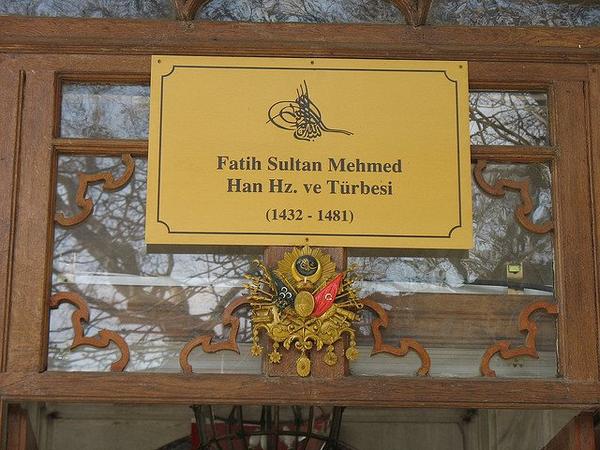 Fatih Sultan Mehmed
Han Hz. ve Türbesi
(1432 - 1481)